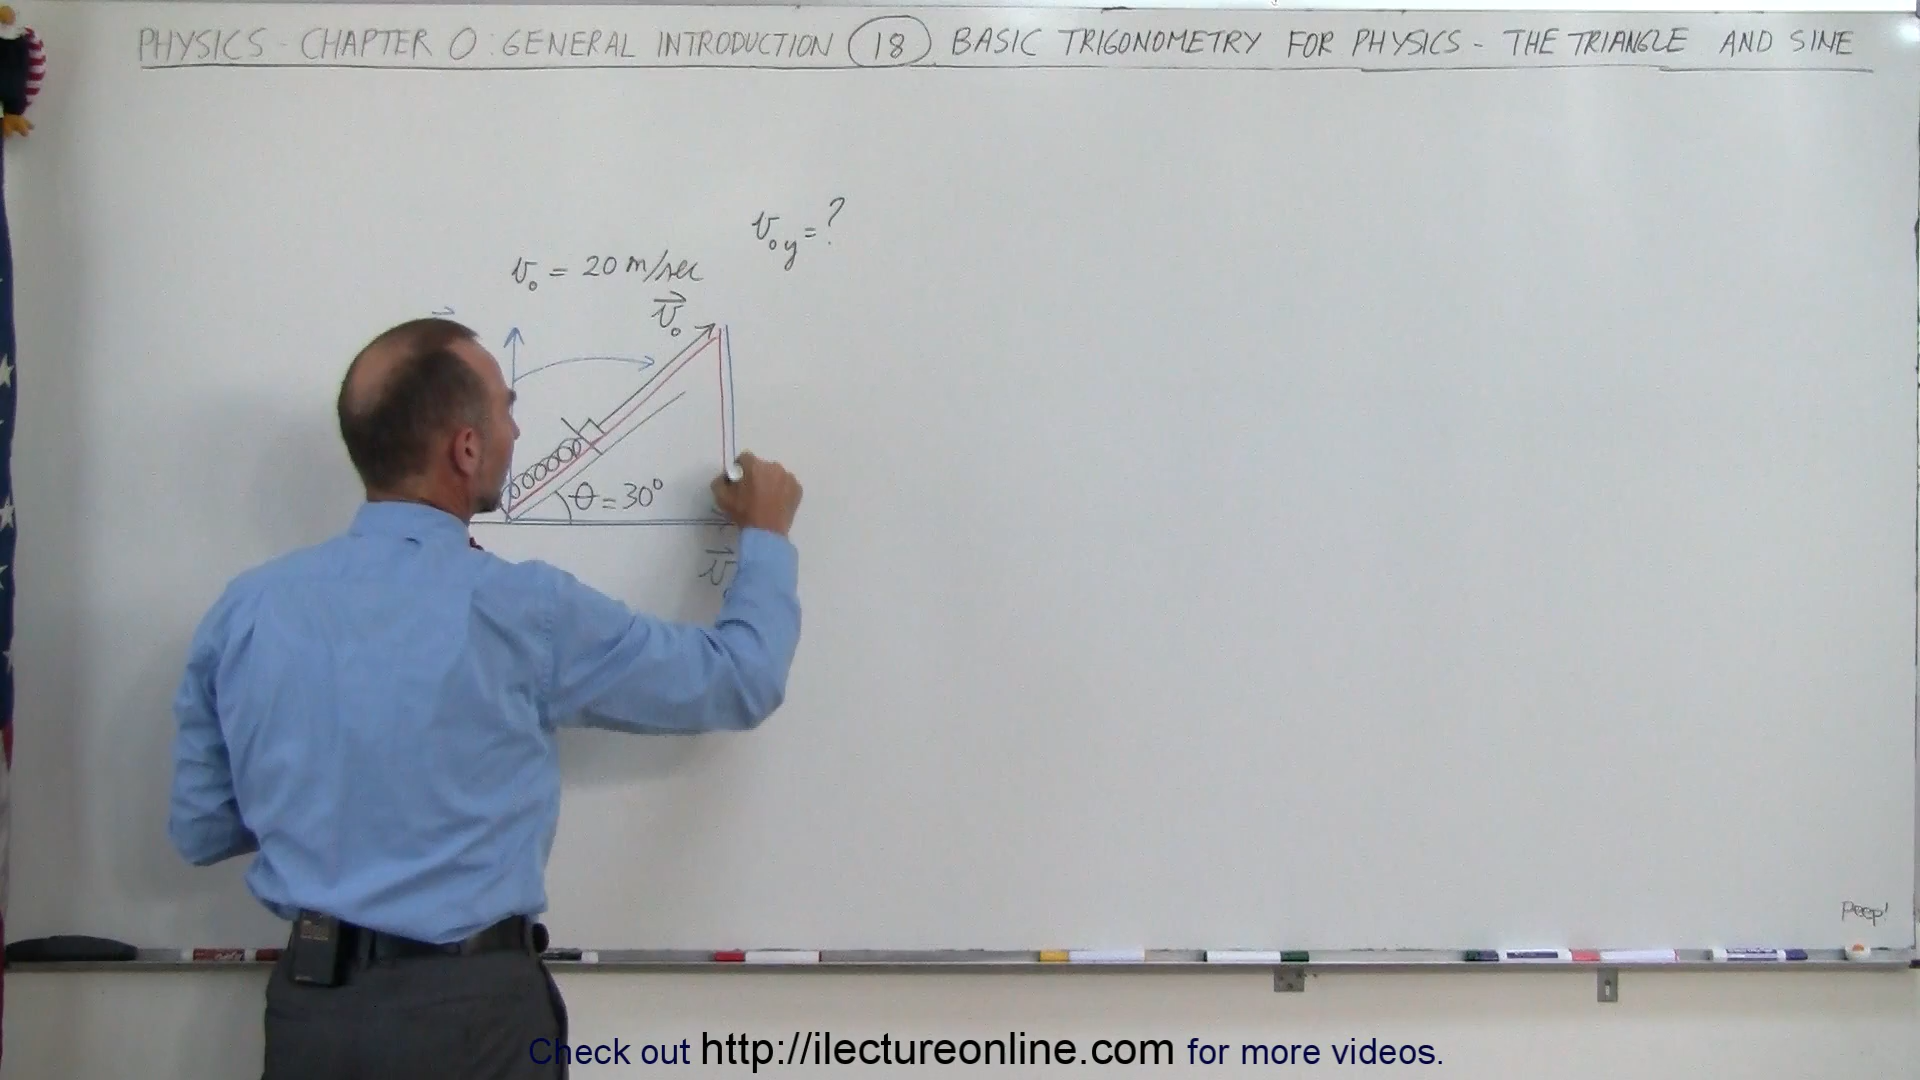 PHYSICS - CHAPTER 0: GENERAL INTRODUCTION (18) BASIC TRIGONOMETRY FOR PHYSICS - THE TRIANGLE AND SINE
v₀y = ?
v₀ = 20 m/sec
v⃗₀
θ = 30°
v⃗
Peep!
Check out http://ilectureonline.com for more videos.